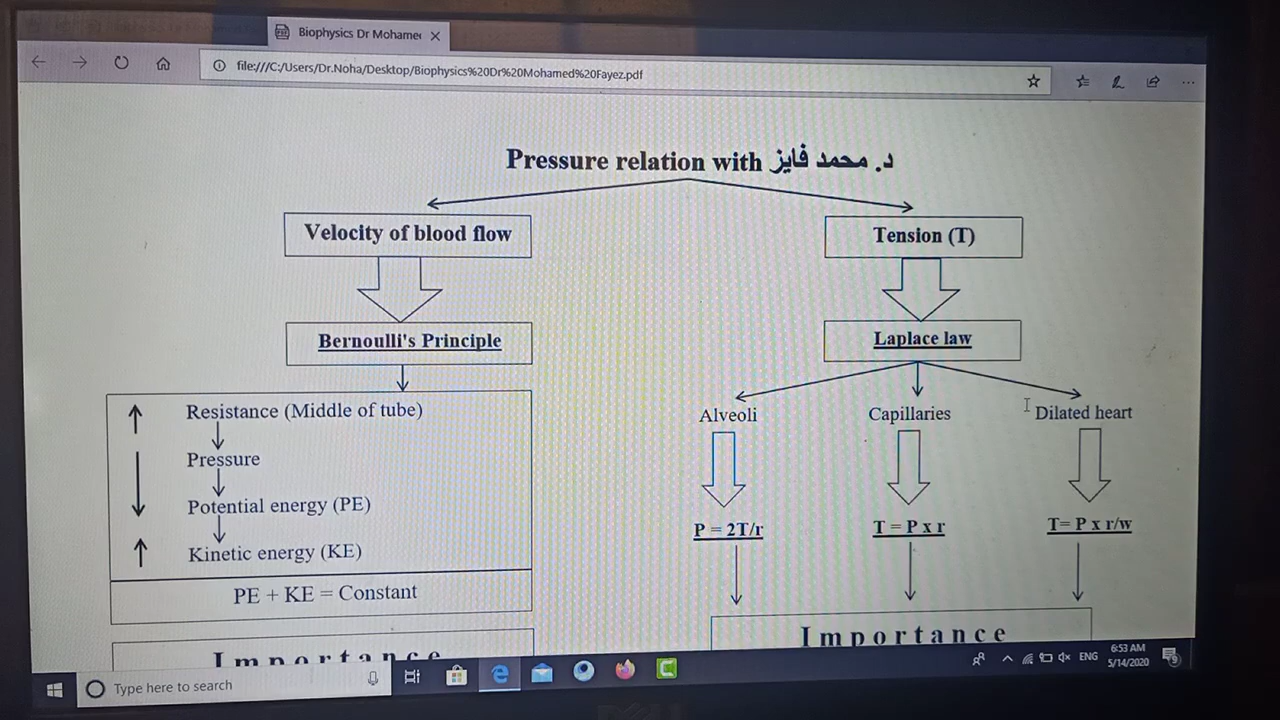 Biophysics Dr Mohamed
file:///C:/Users/Dr.Noha/Desktop/Biophysics%20Dr%20Mohamed%20Fayez.pdf
Pressure relation with د. محمد فايز
Velocity of blood flow
Tension (T)
Bernoulli's Principle
Laplace law
Resistance (Middle of tube)
Pressure
Potential energy (PE)
Kinetic energy (KE)
PE + KE = Constant
Importance
Alveoli
Capillaries
Dilated heart
P = 2T/r
T = P x r
T= P x r/w
Importance
Type here to search
ENG
6:53 AM
5/14/2020
9